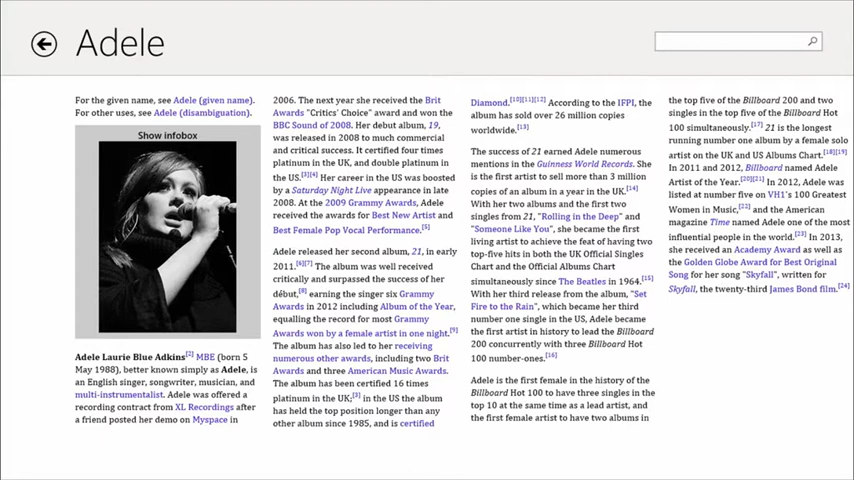 Adele
For the given name, see Adele (given name).
For other uses, see Adele (disambiguation).
Show infobox
Adele Laurie Blue Adkins[2] MBE (born 5
May 1988), better known simply as Adele, is
an English singer, songwriter, musician, and
multi-instrumentalist. Adele was offered a
recording contract from XL Recordings after
a friend posted her demo on Myspace in
2006. The next year she received the Brit
Awards "Critics' Choice" award and won the
BBC Sound of 2008. Her debut album, 19,
was released in 2008 to much commercial
and critical success. It certified four times
platinum in the UK, and double platinum in
the US.[3][4] Her career in the US was boosted
by a Saturday Night Live appearance in late
2008. At the 2009 Grammy Awards, Adele
received the awards for Best New Artist and
Best Female Pop Vocal Performance.[5]
Adele released her second album, 21, in early
2011.[6][7] The album was well received
critically and surpassed the success of her
début,[8] earning the singer six Grammy
Awards in 2012 including Album of the Year,
equalling the record for most Grammy
Awards won by a female artist in one night.[9]
The album has also led to her receiving
numerous other awards, including two Brit
Awards and three American Music Awards.
The album has been certified 16 times
platinum in the UK;[3] in the US the album
has held the top position longer than any
other album since 1985, and is certified
Diamond.[10][11][12] According to the IFPI, the
album has sold over 26 million copies
worldwide.[13]
The success of 21 earned Adele numerous
mentions in the Guinness World Records. She
is the first artist to sell more than 3 million
copies of an album in a year in the UK.[14]
With her two albums and the first two
singles from 21, "Rolling in the Deep" and
"Someone Like You", she became the first
living artist to achieve the feat of having two
top-five hits in both the UK Official Singles
Chart and the Official Albums Chart
simultaneously since The Beatles in 1964.[15]
With her third release from the album, "Set
Fire to the Rain", which became her third
number one single in the US, Adele became
the first artist in history to lead the Billboard
200 concurrently with three Billboard Hot
100 number-ones.[16]
Adele is the first female in the history of the
Billboard Hot 100 to have three singles in the
top 10 at the same time as a lead artist, and
the first female artist to have two albums in
the top five of the Billboard 200 and two
singles in the top five of the Billboard Hot
100 simultaneously.[17] 21 is the longest
running number one album by a female solo
artist on the UK and US Albums Chart.[18][19]
In 2011 and 2012, Billboard named Adele
Artist of the Year.[20][21] In 2012, Adele was
listed at number five on VH1's 100 Greatest
Women in Music,[22] and the American
magazine Time named Adele one of the most
influential people in the world.[23] In 2013,
she received an Academy Award as well as
the Golden Globe Award for Best Original
Song for her song "Skyfall", written for
Skyfall, the twenty-third James Bond film.[24]